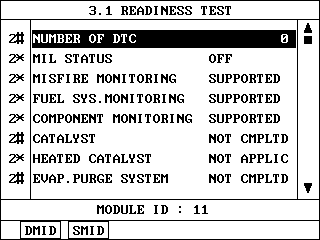 3.1 READINESS TEST
2# NUMBER OF DTC 0
2* MIL STATUS OFF
2* MISFIRE MONITORING SUPPORTED
2* FUEL SYS.MONITORING SUPPORTED
2* COMPONENT MONITORING SUPPORTED
2# CATALYST NOT CMPLTD
2* HEATED CATALYST NOT APPLIC
2# EVAP.PURGE SYSTEM NOT CMPLTD
MODULE ID : 11
DMID SMID